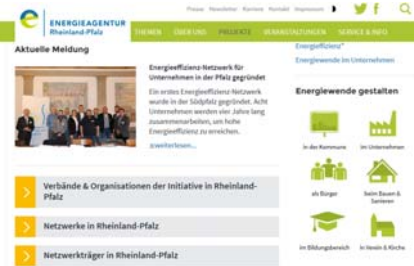 Presse Newsletter Karriere Kontakt Impressum
ENERGIEAGENTUR
Rheinland-Pfalz
THEMEN ÜBER UNS PROJEKTE VERANSTALTUNGEN SERVICE & INFO
Aktuelle Meldung
Energieeffizienz-Netzwerk für
Unternehmen in der Pfalz gegründet
Ein erstes Energieeffizienz-Netzwerk
wurde in der Südpfalz gegründet. Acht
Unternehmen werden vier Jahre lang
zusammenarbeiten, um hohe
Energieeffizienz zu erreichen.
weiterlesen...
Verbände & Organisationen der Initiative in Rheinland-
Pfalz
Netzwerke in Rheinland-Pfalz
Netzwerkträger in Rheinland-Pfalz
Energieeffizienz"
Energiewende im Unternehmen
Energiewende gestalten
in der Kommune im Unternehmen
als Bürger beim Bauen &
Sanieren
im Bildungsbereich in Verein & Kirche